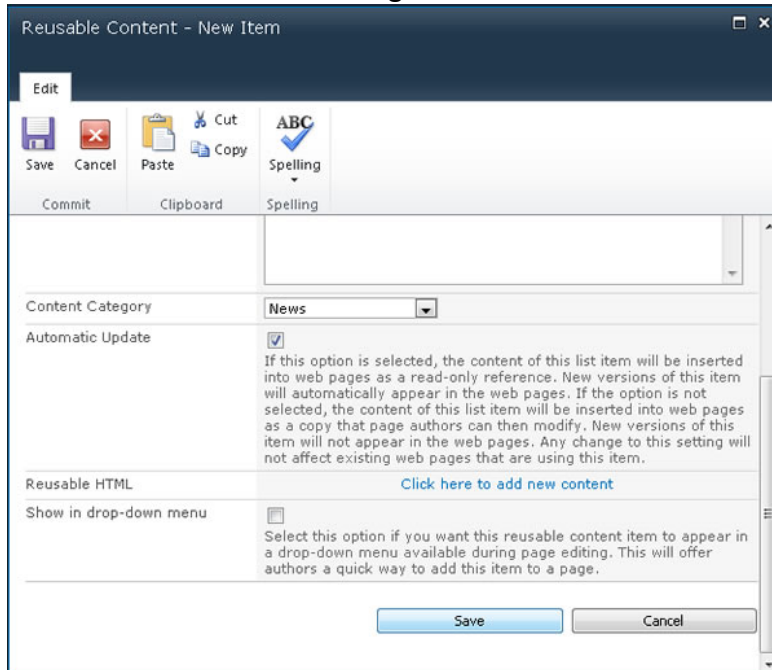 Reusable Content - New Item
Edit
Save Cancel Paste Cut Copy ABC Spelling
Commit Clipboard Spelling
Content Category News
Automatic Update
If this option is selected, the content of this list item will be inserted
into web pages as a read-only reference. New versions of this item
will automatically appear in the web pages. If the option is not
selected, the content of this list item will be inserted into web pages
as a copy that page authors can then modify. New versions of this
item will not appear in the web pages. Any change to this setting will
not affect existing web pages that are using this item.
Reusable HTML Click here to add new content
Show in drop-down menu
Select this option if you want this reusable content item to appear in
a drop-down menu available during page editing. This will offer
authors a quick way to add this item to a page.
Save Cancel